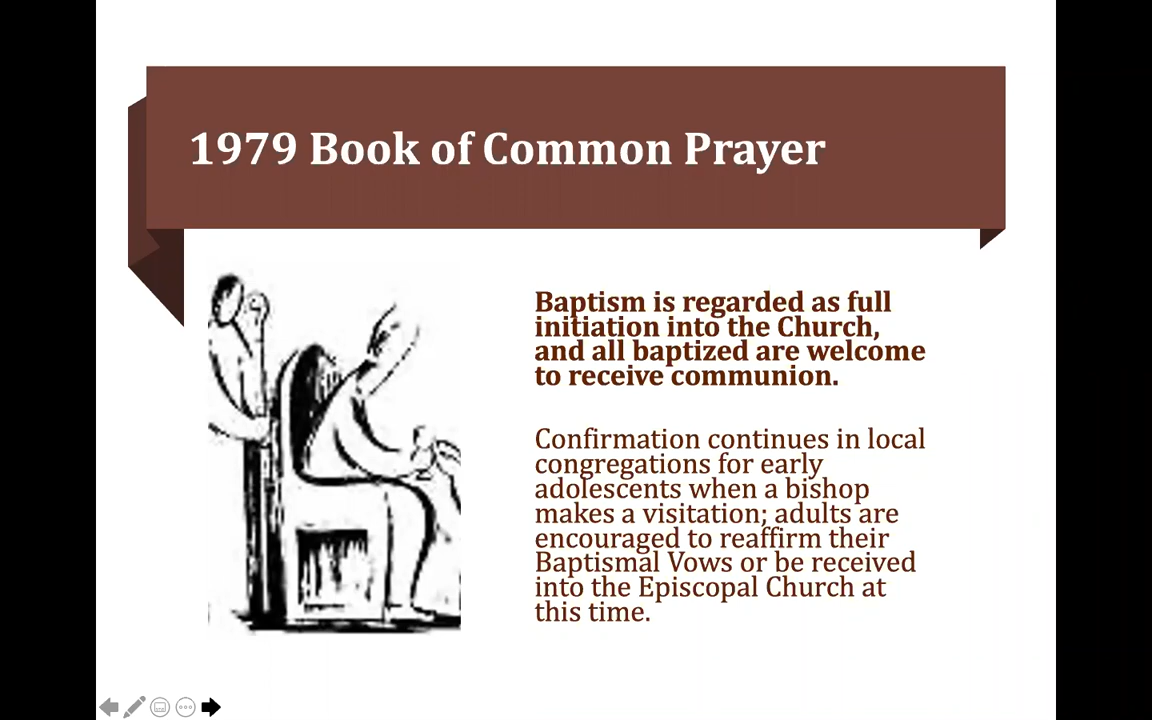 1979 Book of Common Prayer
Baptism is regarded as full
initiation into the Church,
and all baptized are welcome
to receive communion.
Confirmation continues in local
congregations for early
adolescents when a bishop
makes a visitation; adults are
encouraged to reaffirm their
Baptismal Vows or be received
into the Episcopal Church at
this time.